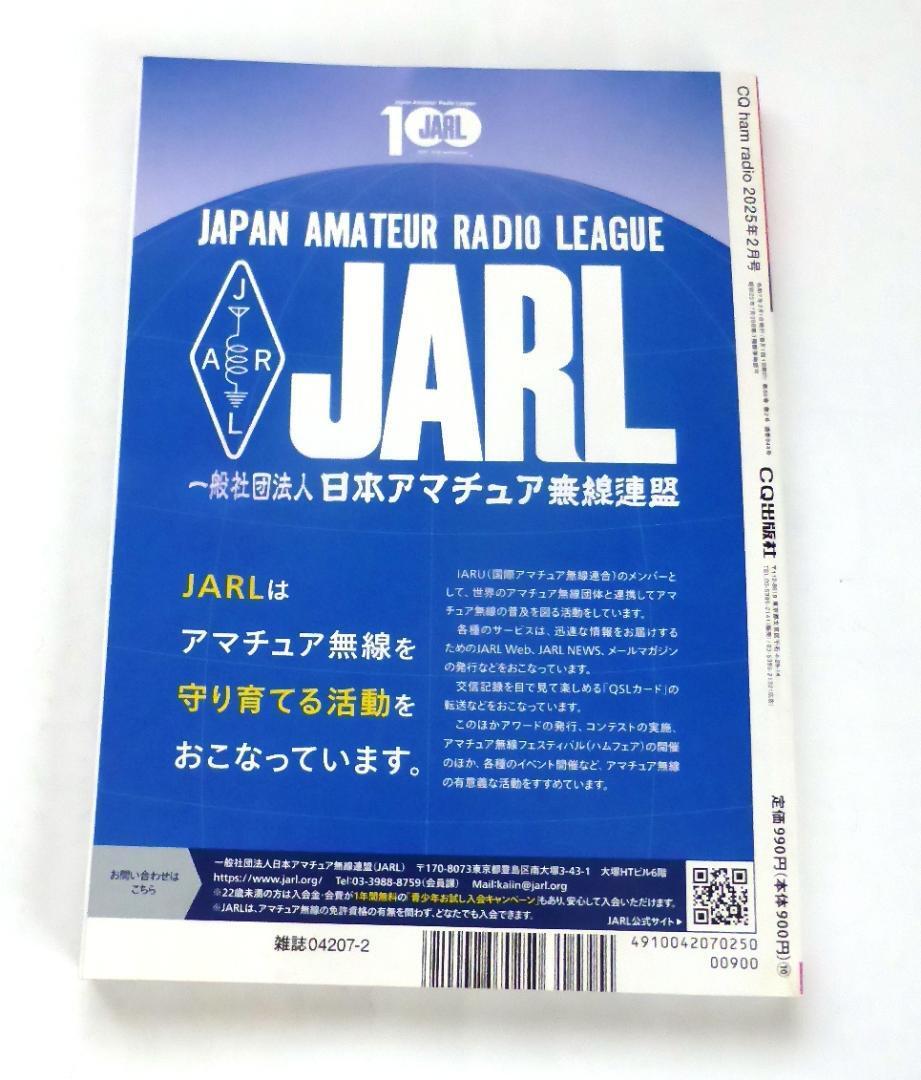 Japan Amateur Radio League
100
JARL
JAPAN AMATEUR RADIO LEAGUE
J
A R
L
JARL
一般社団法人 日本アマチュア無線連盟
JARLは
アマチュア無線を
守り育てる活動を
おこなっています。
IARU(国際アマチュア無線連合)のメンバーと
して、世界のアマチュア無線団体と連携してアマ
チュア無線の普及を図る活動をしています。
各種のサービスは、迅速な情報をお届けする
ためのJARL Web、JARL NEWS、メールマガジン
の発行などをおこなっています。
交信記録を目で見て楽しめる「QSLカード」の
転送などをおこなっています。
このほかアワードの発行、コンテストの実施、
アマチュア無線フェスティバル(ハムフェア)の開催
のほか、各種のイベント開催など、アマチュア無線
の有意義な活動をすすめています。
お問い合わせは
こちら
一般社団法人日本アマチュア無線連盟(JARL) 〒170-8073東京都豊島区南大塚3-43-1 大塚HTビル6階
https://www.jarl.org/ Tel:03-3988-8759(会員課) Mail:kaiin@jarl.org
※22歳未満の方は入会金・会費が1年間無料の「青少年お試し入会キャンペーン」もあり、安心して入会いただけます。
※JARLは、アマチュア無線の免許資格の有無を問わず、どなたでも入会できます。
JARL公式サイト▶
雑誌04207-2
4910042070250
00900
CQ ham radio 2025年2月号
CQ出版社
定価990円(本体900円)⑩